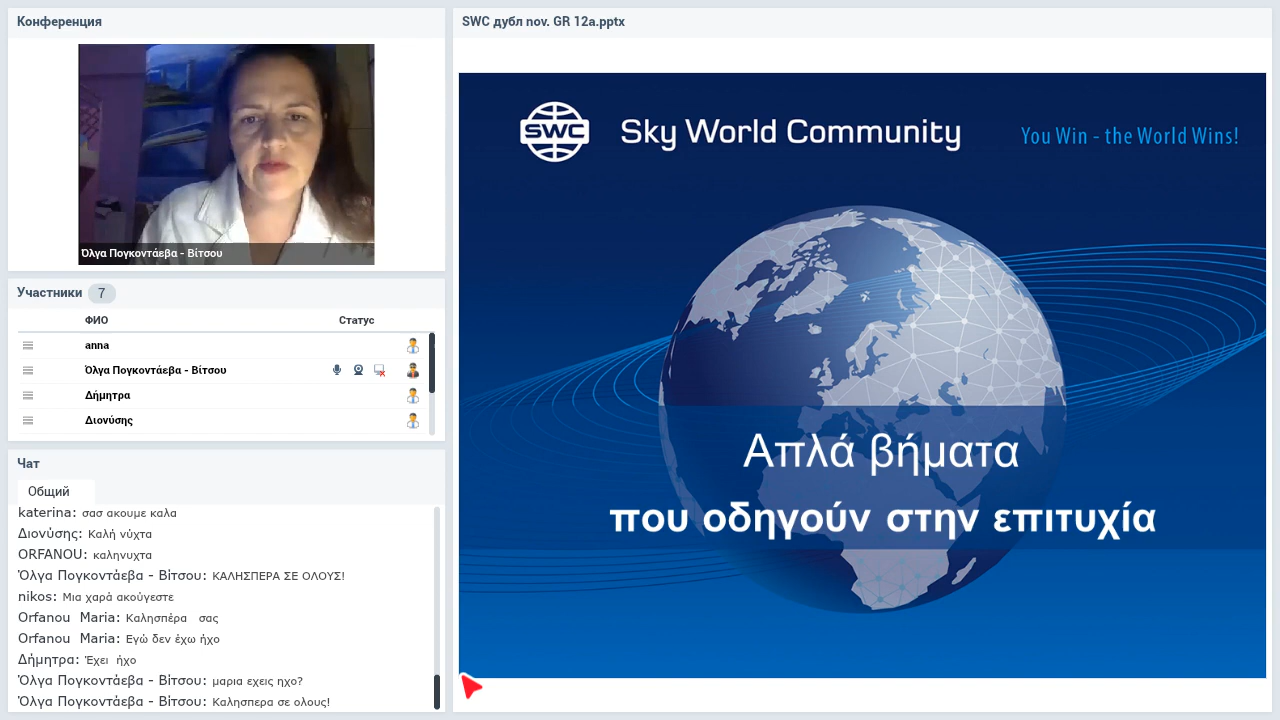 Конференция
Όλγα Πογκοντάεβα - Βίτσου
Участники 7
ФИО Статус
anna
Όλγα Πογκοντάεβα - Βίτσου
Δήμητρα
Διονύσης
Чат
Общий
katerina: σασ ακουμε καλα
Διονύσης: Καλή νύχτα
ORFANOU: καληνυχτα
Όλγα Πογκοντάεβα - Βίτσου: ΚΑΛΗΣΠΕΡΑ ΣΕ ΟΛΟΥΣ!
nikos: Μια χαρά ακούγεστε
Orfanou Maria: Καλησπέρα σας
Orfanou Maria: Εγώ δεν έχω ήχο
Δήμητρα: Έχει ήχο
Όλγα Πογκοντάεβα - Βίτσου: μαρια εχεις ηχο?
Όλγα Πογκοντάεβα - Βίτσου: Καλησπερα σε ολους!
SWC дубл nov. GR 12a.pptx
SWC Sky World Community You Win - the World Wins!
Απλά βήματα
που οδηγούν στην επιτυχία